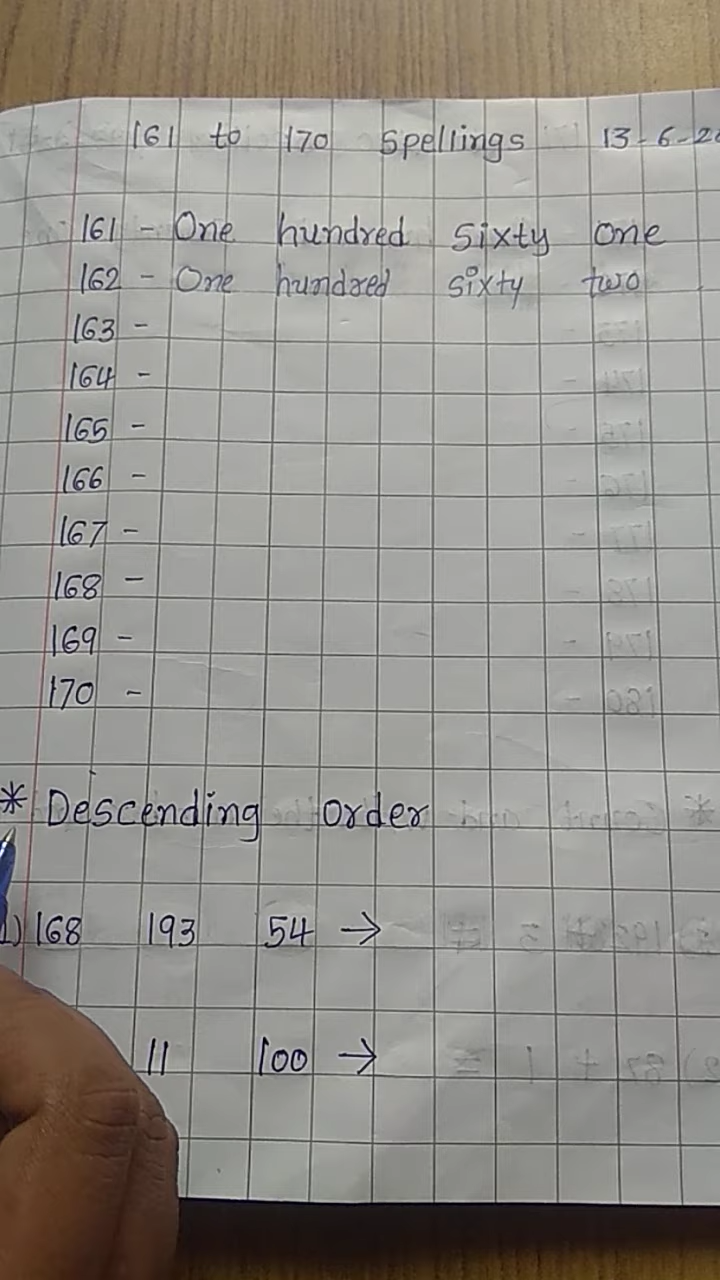 161 to 170 Spellings 13-6-20
161 - One hundred sixty one
162 - One hundred sixty two
163 -
164 -
165 -
166 -
167 -
168 -
169 -
170 -
* Descending order
1) 168 193 54 →
11 100 →